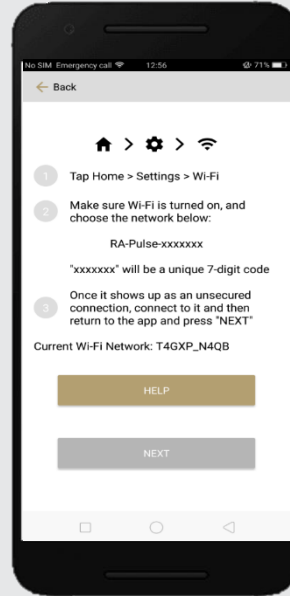 No SIM Emergency call 12:56 71%
Back
1 Tap Home > Settings > Wi-Fi
2 Make sure Wi-Fi is turned on, and
choose the network below:
RA-Pulse-xxxxxxx
"xxxxxxx" will be a unique 7-digit code
3 Once it shows up as an unsecured
connection, connect to it and then
return to the app and press "NEXT"
Current Wi-Fi Network: T4GXP_N4QB
HELP
NEXT